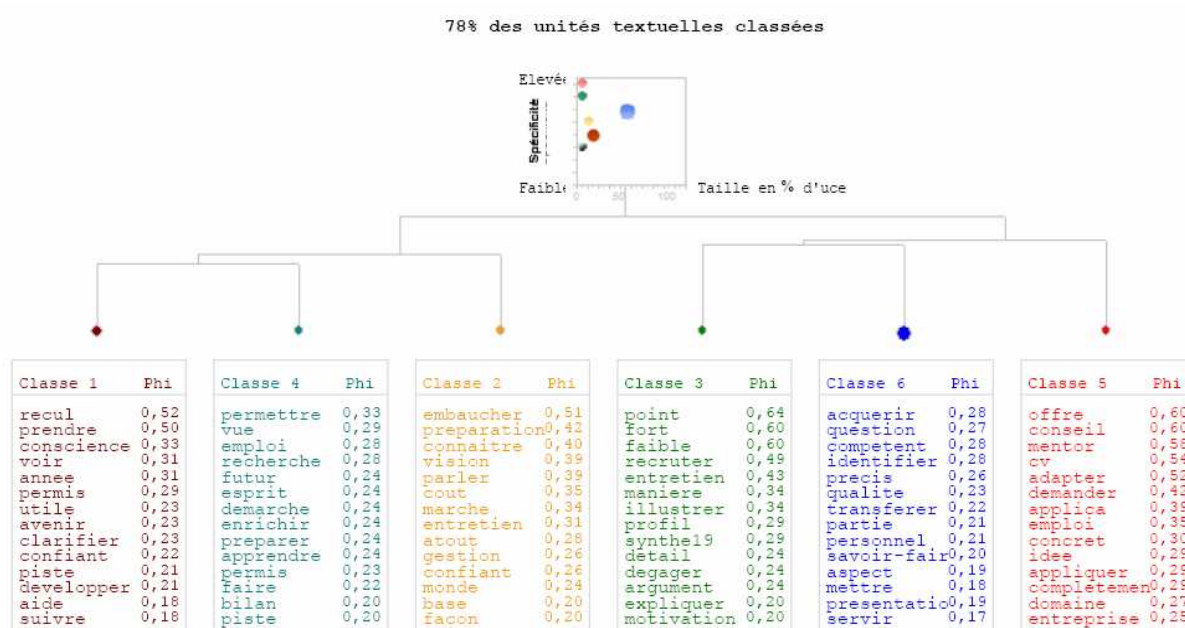 78% des unités textuelles classées
Elevée
Spécificité
Faible
0 50 100
Taille en % d'uce
Classe 1 Phi
recul 0,52
prendre 0,50
conscience 0,33
voir 0,31
annee 0,31
permis 0,29
utile 0,23
avenir 0,23
clarifier 0,23
confiant 0,22
piste 0,21
developper 0,21
aide 0,18
suivre 0,18
Classe 4 Phi
permettre 0,33
vue 0,29
emploi 0,28
recherche 0,28
futur 0,24
esprit 0,24
demarche 0,24
enrichir 0,24
preparer 0,24
apprendre 0,24
permis 0,23
faire 0,22
bilan 0,20
piste 0,20
Classe 2 Phi
embaucher 0,51
preparation 0,42
connaitre 0,40
vision 0,39
parler 0,39
cout 0,35
marche 0,34
entretien 0,31
atout 0,28
gestion 0,26
confiant 0,26
monde 0,24
base 0,20
façon 0,20
Classe 3 Phi
point 0,64
fort 0,60
faible 0,60
recruter 0,49
entretien 0,43
maniere 0,34
illustrer 0,34
profil 0,29
synthe19 0,29
detail 0,24
degager 0,24
argument 0,24
expliquer 0,20
motivation 0,20
Classe 6 Phi
acquerir 0,28
question 0,27
competent 0,28
identifier 0,28
precis 0,26
qualite 0,23
transferer 0,22
partie 0,21
personnel 0,21
savoir-fair 0,20
aspect 0,19
mettre 0,18
presentatio 0,19
servir 0,17
Classe 5 Phi
offre 0,60
conseil 0,60
mentor 0,58
cv 0,54
adapter 0,52
demander 0,42
applica 0,39
emploi 0,35
concret 0,30
idee 0,29
appliquer 0,29
completemen 0,29
domaine 0,27
entreprise 0,25